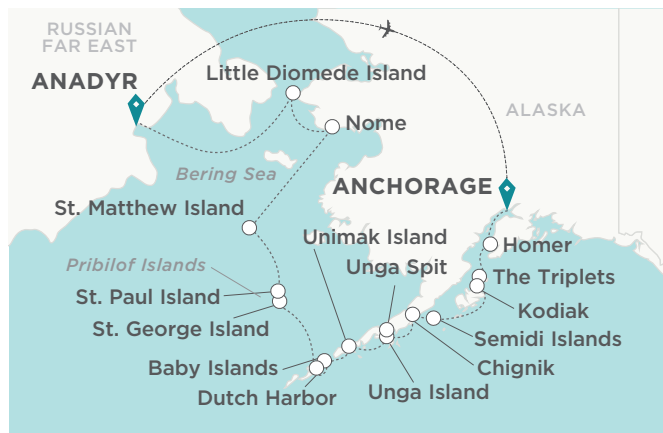 RUSSIAN
FAR EAST
ANADYR
Little Diomede Island
Nome
ALASKA
Bering Sea
ANCHORAGE
St. Matthew Island
Unimak Island
Homer
Pribilof Islands
Unga Spit
The Triplets
St. Paul Island
Kodiak
St. George Island
Semidi Islands
Baby Islands
Chignik
Dutch Harbor
Unga Island